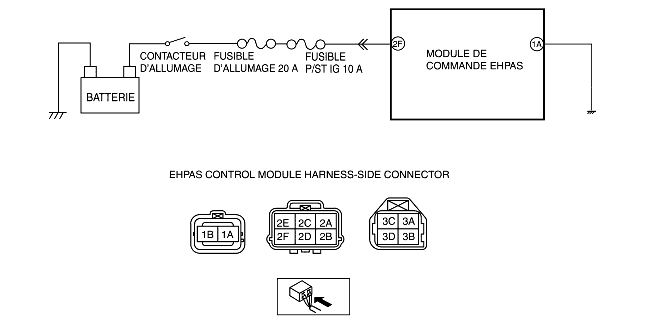 2F
1A
CONTACTEUR
D'ALLUMAGE
FUSIBLE
D'ALLUMAGE 20 A
FUSIBLE
P/ST IG 10 A
MODULE DE
COMMANDE EHPAS
BATTERIE
EHPAS CONTROL MODULE HARNESS-SIDE CONNECTOR
1B 1A
2E 2C 2A
2F 2D 2B
3C 3A
3D 3B